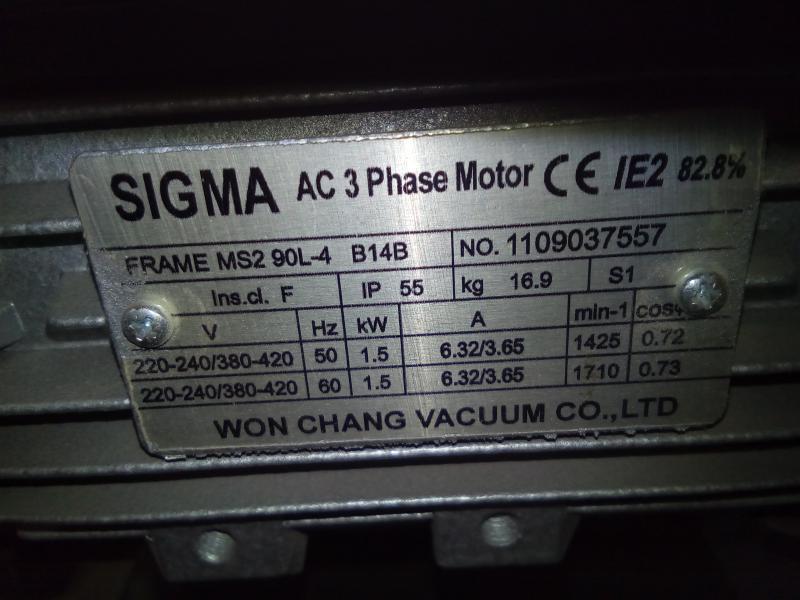 SIGMA AC 3 Phase Motor CE IE2 82.8%
FRAME MS2 90L-4 B14B NO. 1109037557
Ins.cl. F IP 55 kg 16.9 S1
V Hz kW A min-1
220-240/380-420 50 1.5 6.32/3.65 1425 0.72
220-240/380-420 60 1.5 6.32/3.65 1710 0.73
WON CHANG VACUUM CO.,LTD